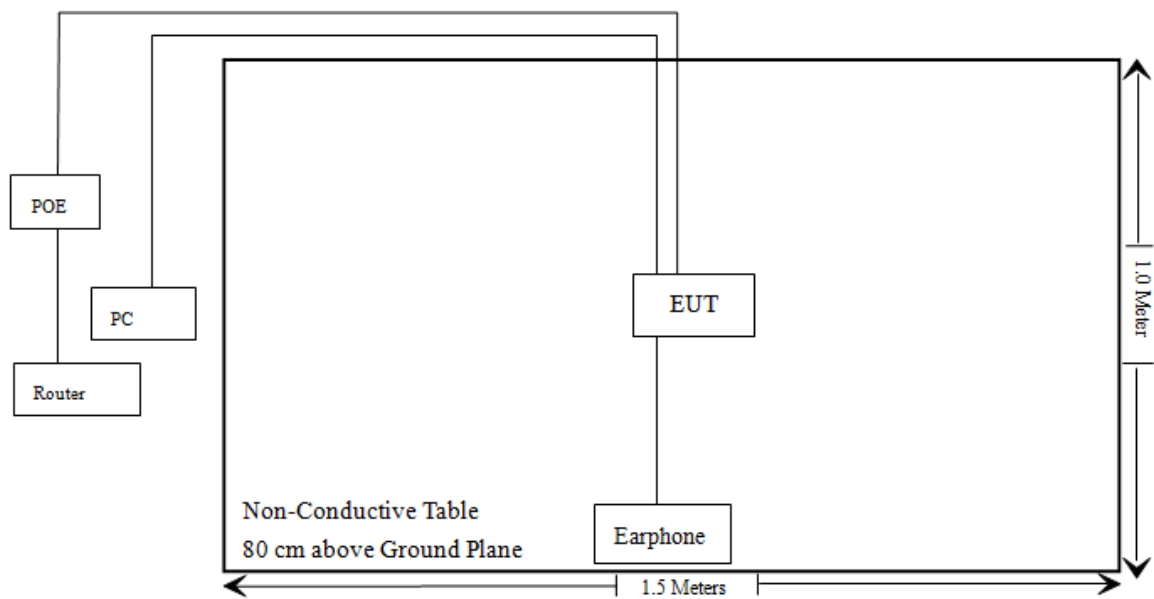 POE
PC
Router
EUT
1.0 Meter
Non-Conductive Table
80 cm above Ground Plane
Earphone
1.5 Meters